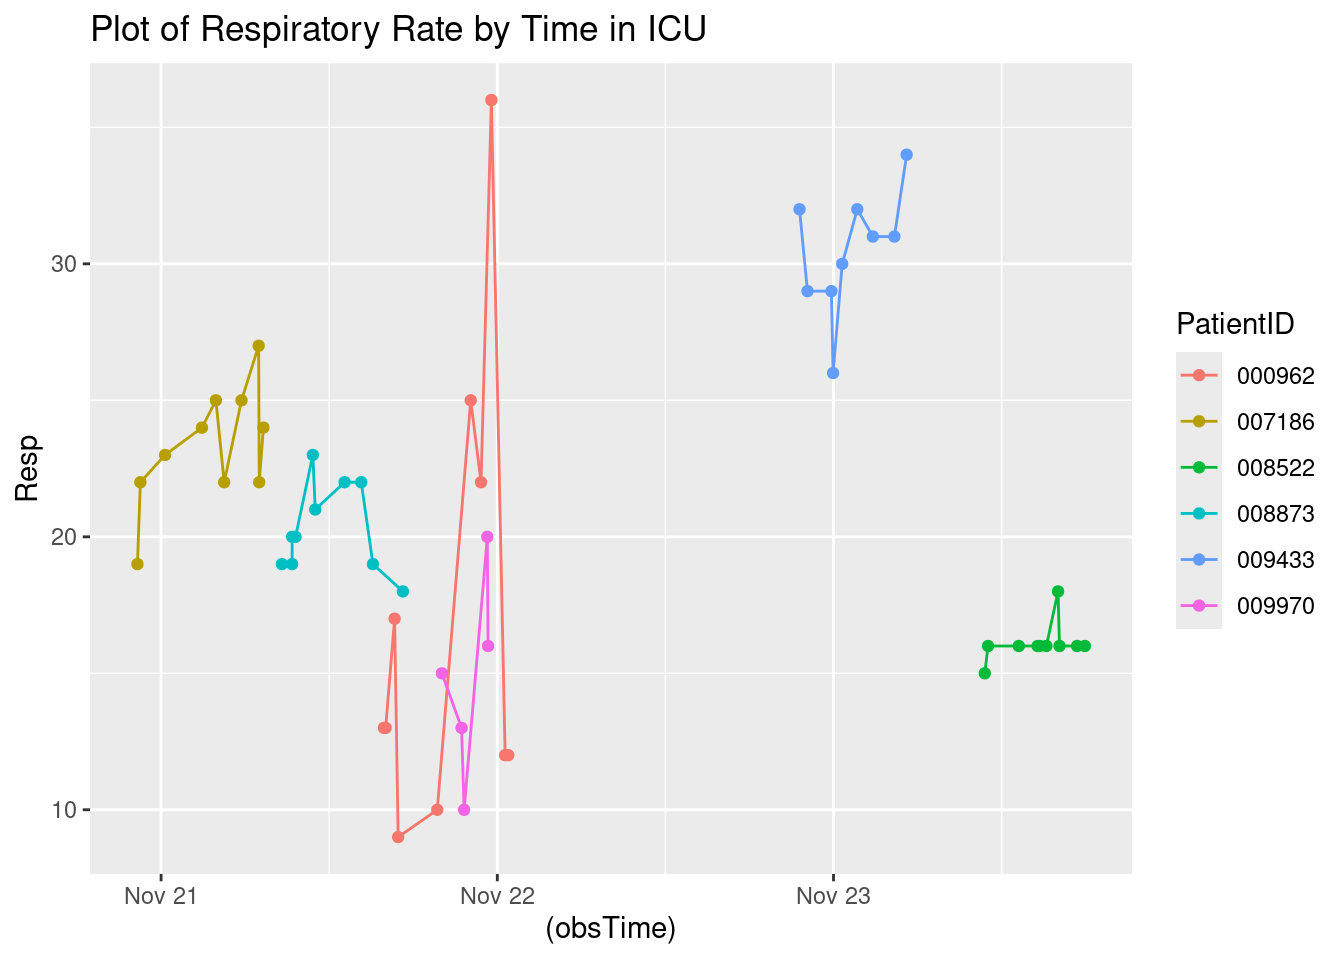 Plot of Respiratory Rate by Time in ICU
Resp
30
20
10
Nov 21
Nov 22
Nov 23
(obsTime)
PatientID
000962
007186
008522
008873
009433
009970